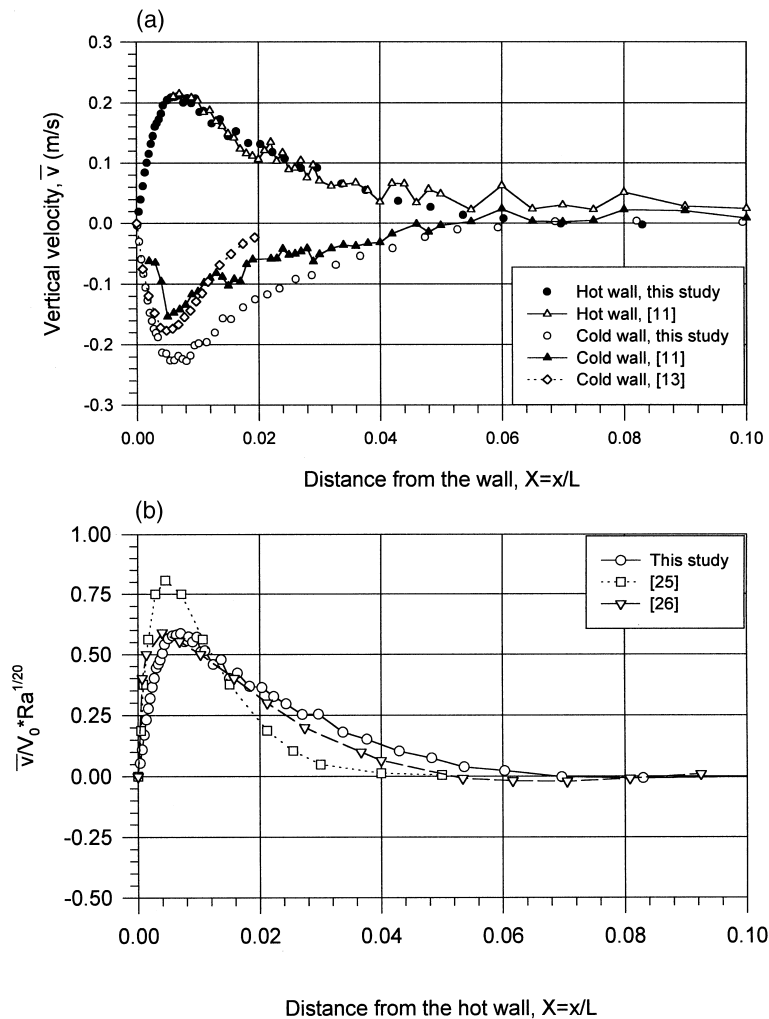 (a)
0.3
0.2
0.1
0.0
-0.1
-0.2
-0.3
Vertical velocity, v̅ (m/s)
Hot wall, this study
Hot wall, [11]
Cold wall, this study
Cold wall, [11]
Cold wall, [13]
0.00 0.02 0.04 0.06 0.08 0.10
Distance from the wall, X=x/L
(b)
1.00
0.75
0.50
0.25
0.00
-0.25
-0.50
v̅/V₀*Ra^1/20
This study
[25]
[26]
0.00 0.02 0.04 0.06 0.08 0.10
Distance from the hot wall, X=x/L